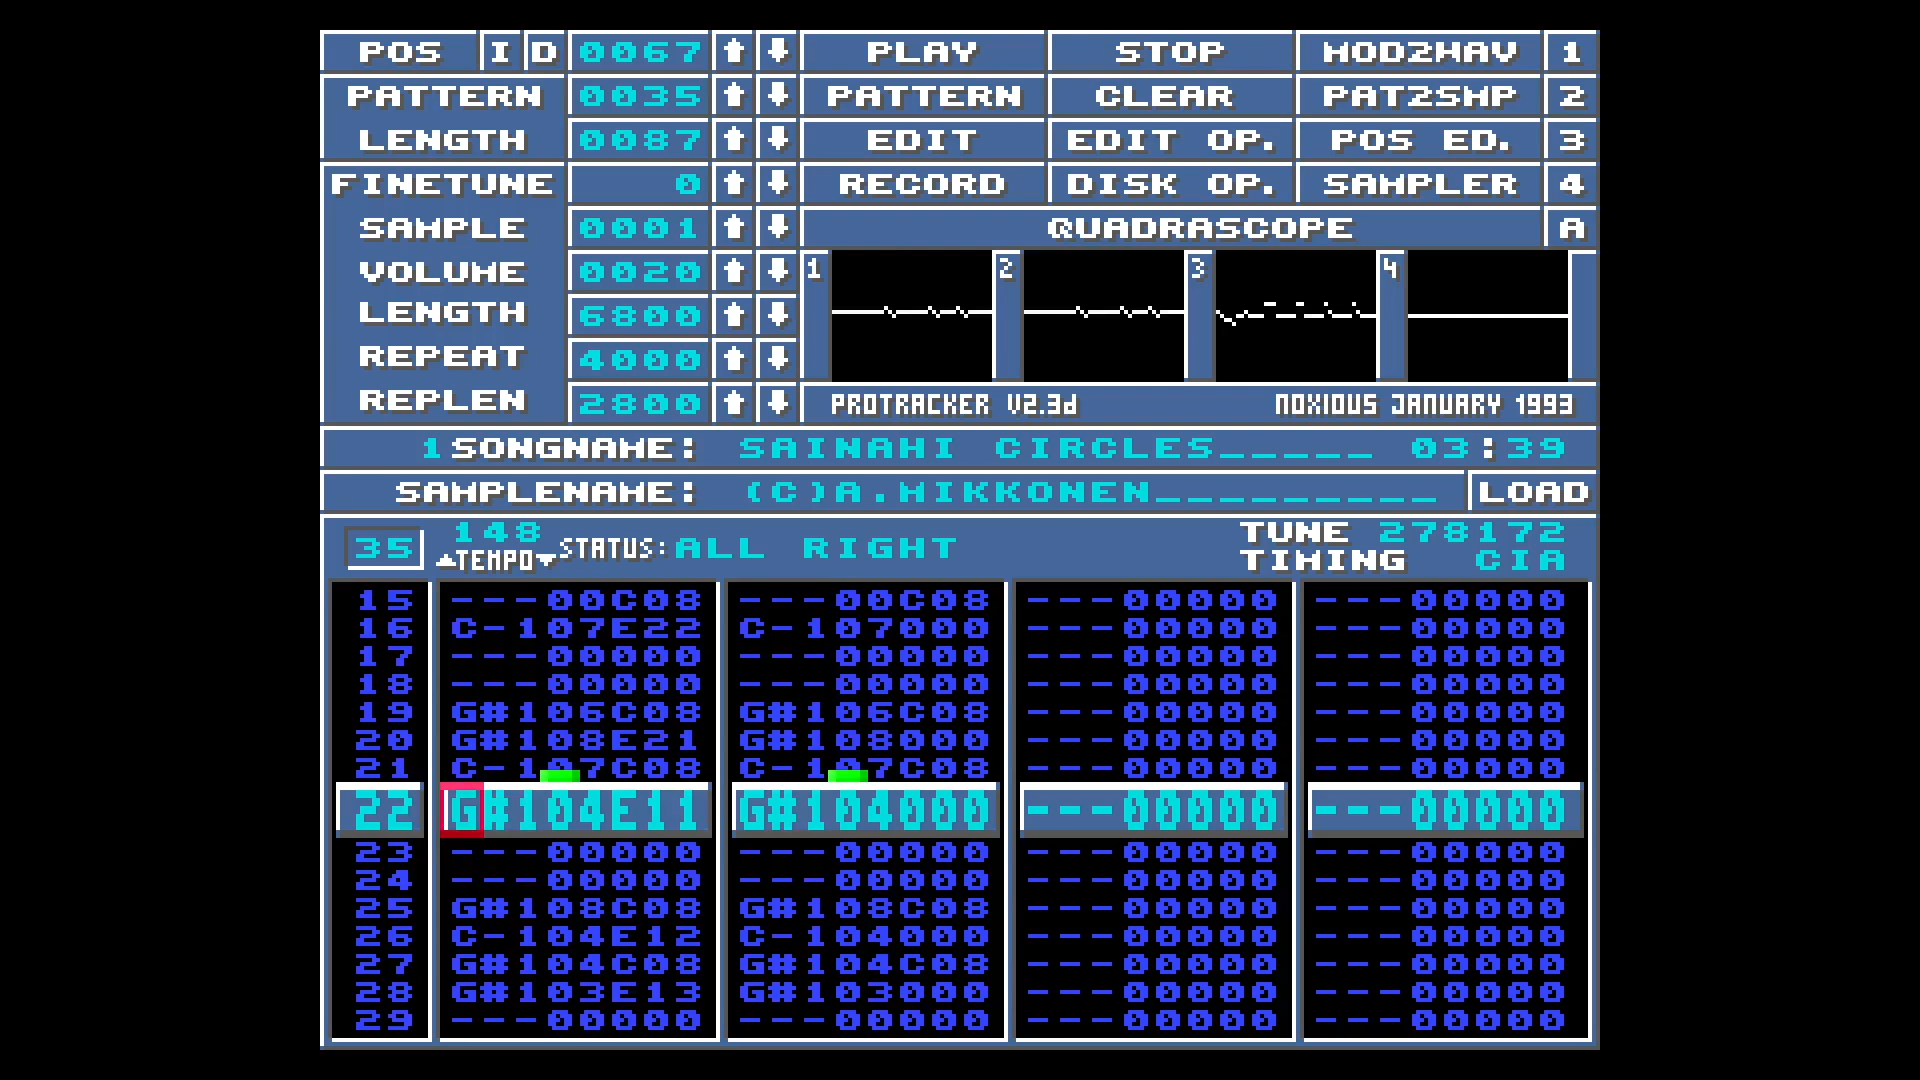 POS I D 0067 PLAY STOP MOD2WAV 1
PATTERN 0035 PATTERN CLEAR PAT2SMP 2
LENGTH 0087 EDIT EDIT OP. POS ED. 3
FINETUNE 0 RECORD DISK OP. SAMPLER 4
SAMPLE 0001 QUADRASCOPE A
VOLUME 0020 1 2 3 4
LENGTH 6800
REPEAT 4000
REPLEN 2800 PROTRACKER V2.3d NOXIOUS JANUARY 1993
1 SONGNAME: SAINAHI CIRCLES_____ 03:39
SAMPLENAME: (C)A.MIKKONEN_________ LOAD
35 148 TEMPO STATUS: ALL RIGHT TUNE 278172
TIMING CIA
15 ---00C08 ---00C08 ---00000 ---00000
16 C-107E22 C-107000 ---00000 ---00000
17 ---00000 ---00000 ---00000 ---00000
18 ---00000 ---00000 ---00000 ---00000
19 G#106C08 G#106C08 ---00000 ---00000
20 G#108E21 G#108000 ---00000 ---00000
21 C-107C08 C-107C08 ---00000 ---00000
22 G#104E11 G#104000 ---00000 ---00000
23 ---00000 ---00000 ---00000 ---00000
24 ---00000 ---00000 ---00000 ---00000
25 G#108C08 G#108C08 ---00000 ---00000
26 C-104E12 C-104000 ---00000 ---00000
27 G#104C08 G#104C08 ---00000 ---00000
28 G#103E13 G#103000 ---00000 ---00000
29 ---00000 ---00000 ---00000 ---00000